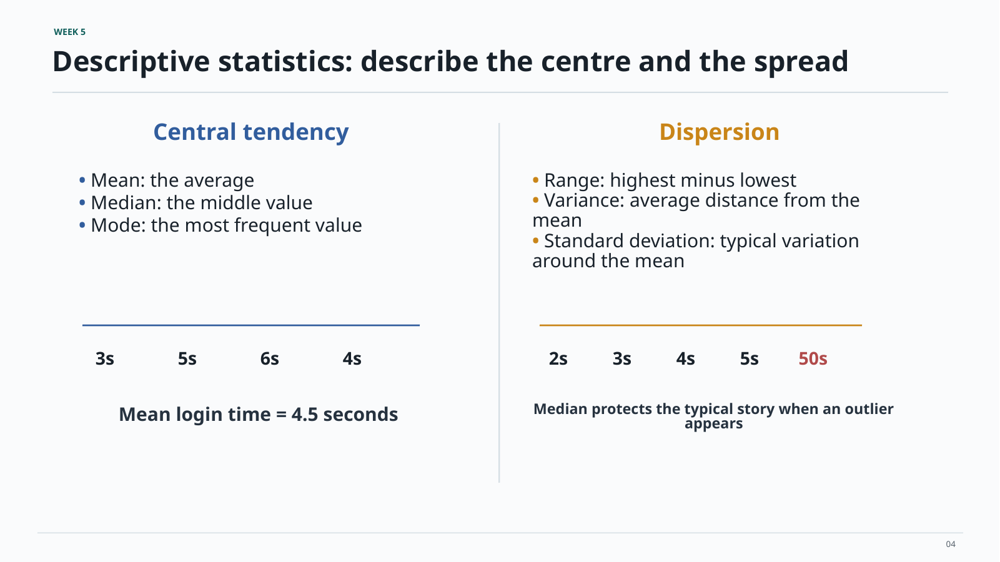 WEEK 5
Descriptive statistics: describe the centre and the spread
Central tendency
• Mean: the average
• Median: the middle value
• Mode: the most frequent value
3s 5s 6s 4s
Mean login time = 4.5 seconds
Dispersion
• Range: highest minus lowest
• Variance: average distance from the
mean
• Standard deviation: typical variation
around the mean
2s 3s 4s 5s 50s
Median protects the typical story when an outlier
appears
04